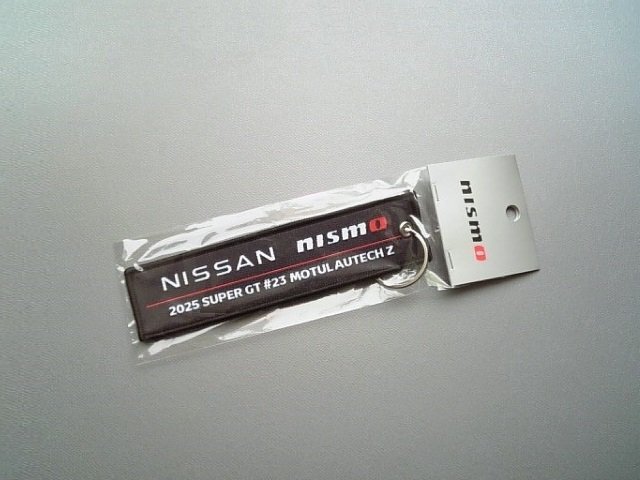 NISSAN nismo
2025 SUPER GT #23 MOTUL AUTECH Z
nismo